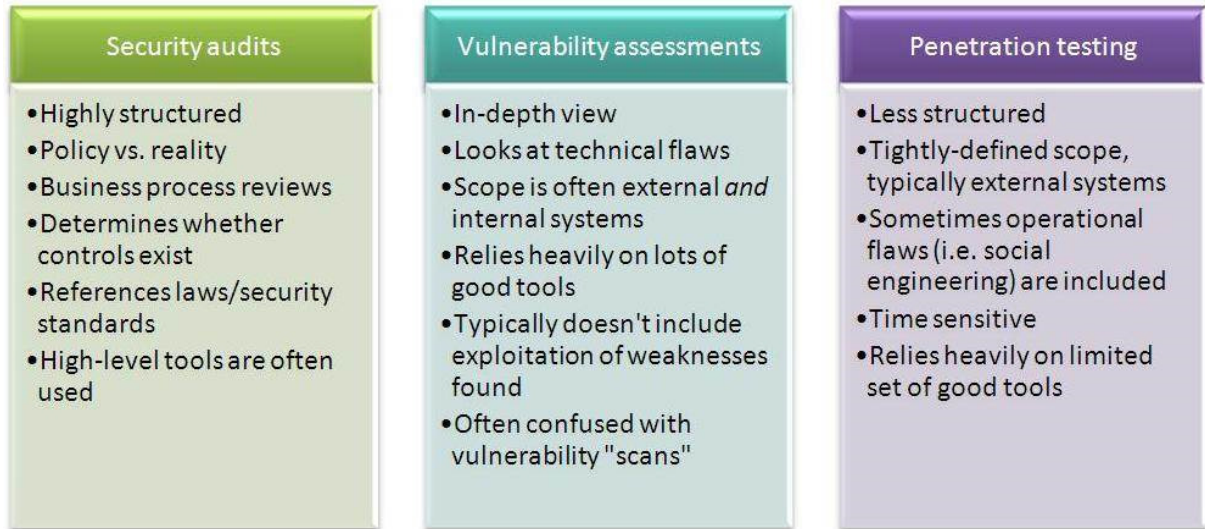 Security audits
•Highly structured
•Policy vs. reality
•Business process reviews
•Determines whether
controls exist
•References laws/security
standards
•High-level tools are often
used
Vulnerability assessments
•In-depth view
•Looks at technical flaws
•Scope is often external and
internal systems
•Relies heavily on lots of
good tools
•Typically doesn't include
exploitation of weaknesses
found
•Often confused with
vulnerability "scans"
Penetration testing
•Less structured
•Tightly-defined scope,
typically external systems
•Sometimes operational
flaws (i.e. social
engineering) are included
•Time sensitive
•Relies heavily on limited
set of good tools